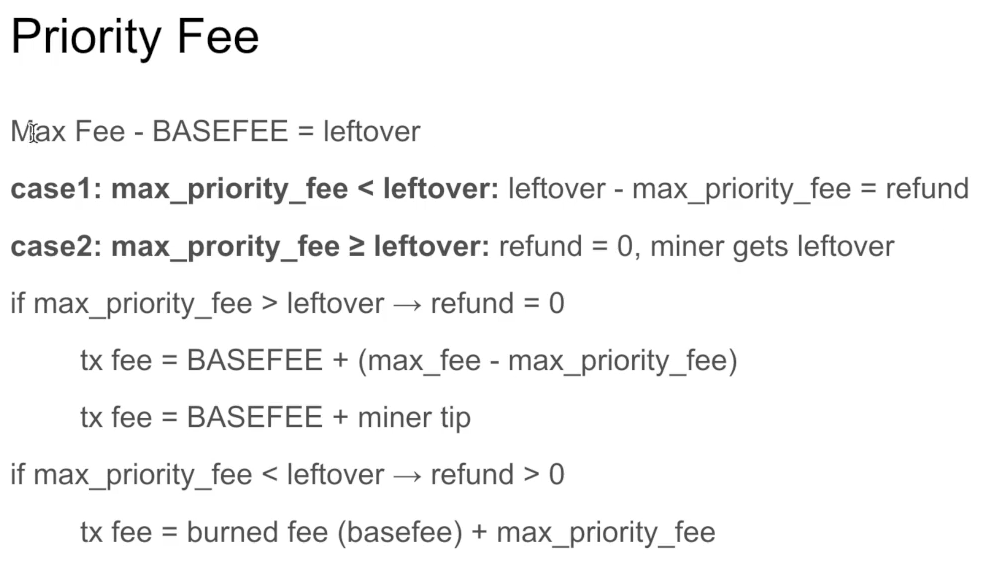 Priority Fee
Max Fee - BASEFEE = leftover
case1: max_priority_fee < leftover: leftover - max_priority_fee = refund
case2: max_prority_fee ≥ leftover: refund = 0, miner gets leftover
if max_priority_fee > leftover → refund = 0
tx fee = BASEFEE + (max_fee - max_priority_fee)
tx fee = BASEFEE + miner tip
if max_priority_fee < leftover → refund > 0
tx fee = burned fee (basefee) + max_priority_fee